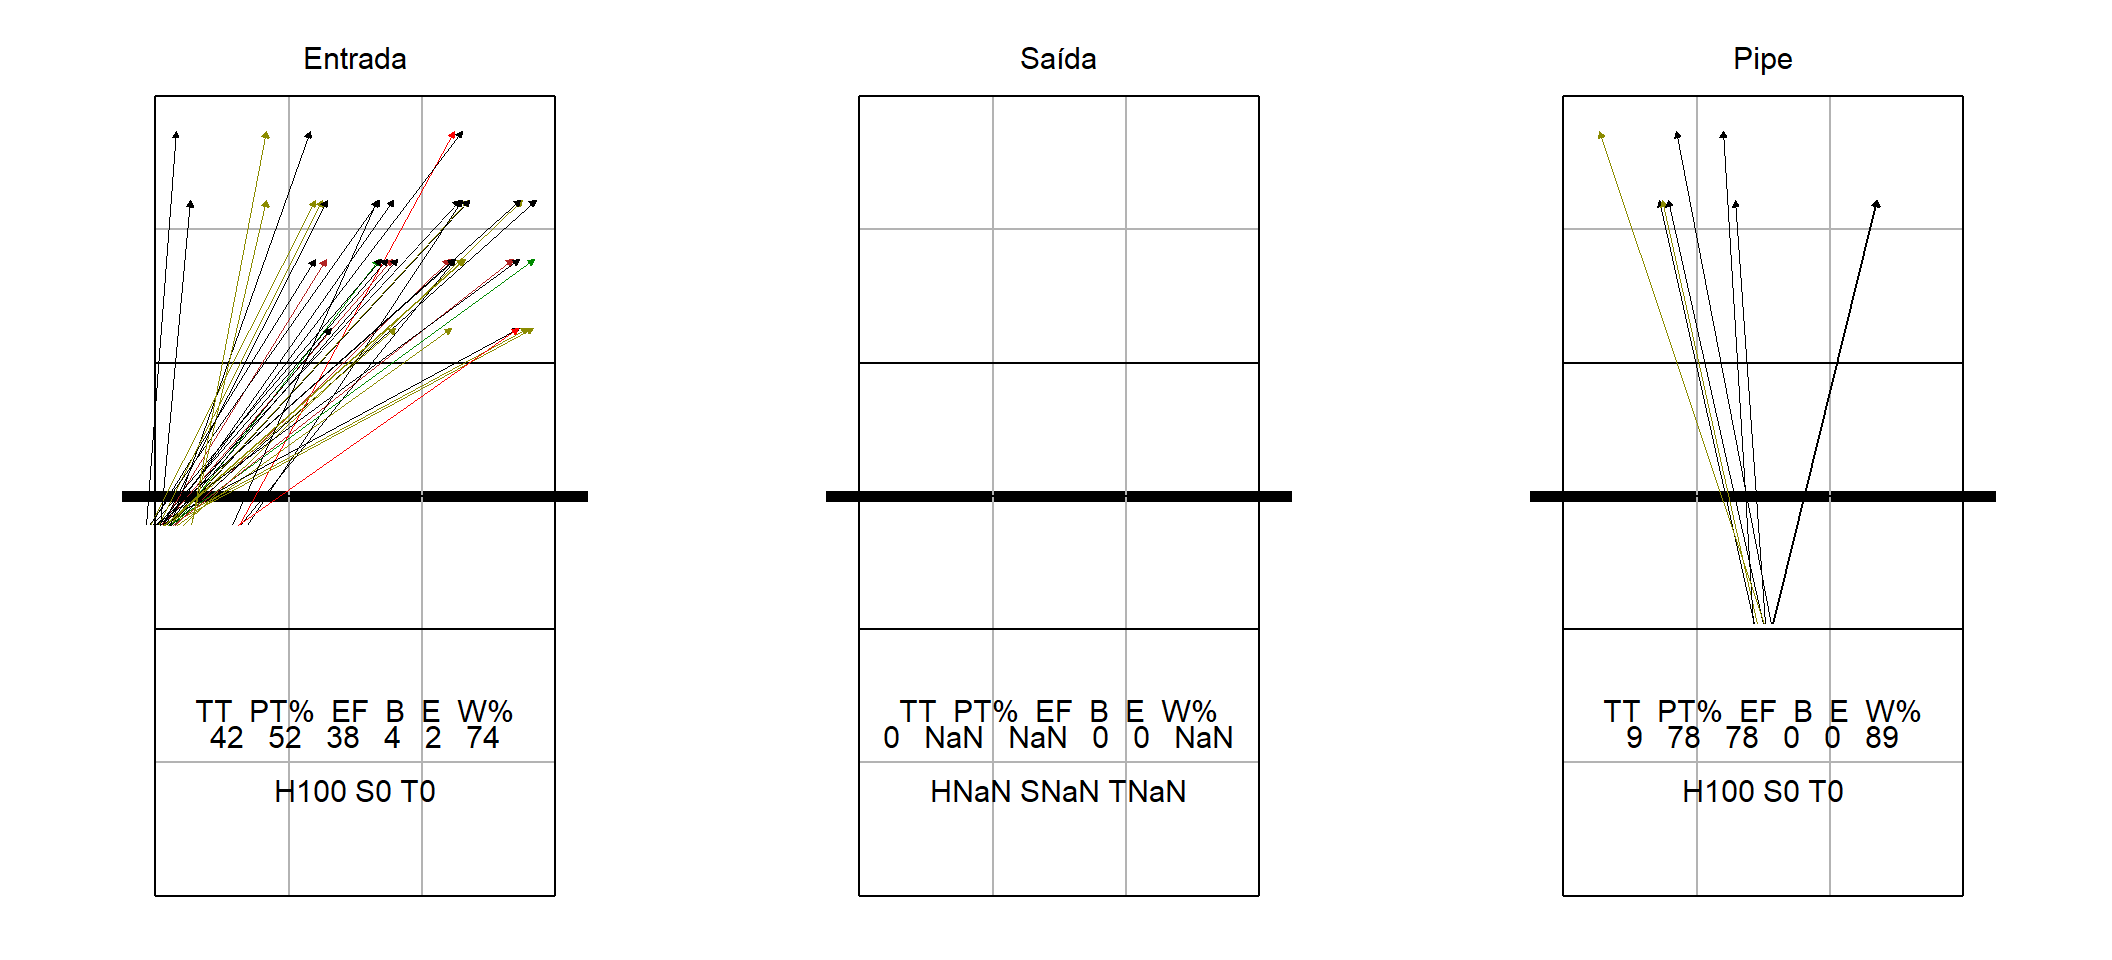 Entrada
TT PT% EF B E W%
42 52 38 4 2 74
H100 S0 T0
Saída
TT PT% EF B E W%
0 NaN NaN 0 0 NaN
HNaN SNaN TNaN
Pipe
TT PT% EF B E W%
9 78 78 0 0 89
H100 S0 T0